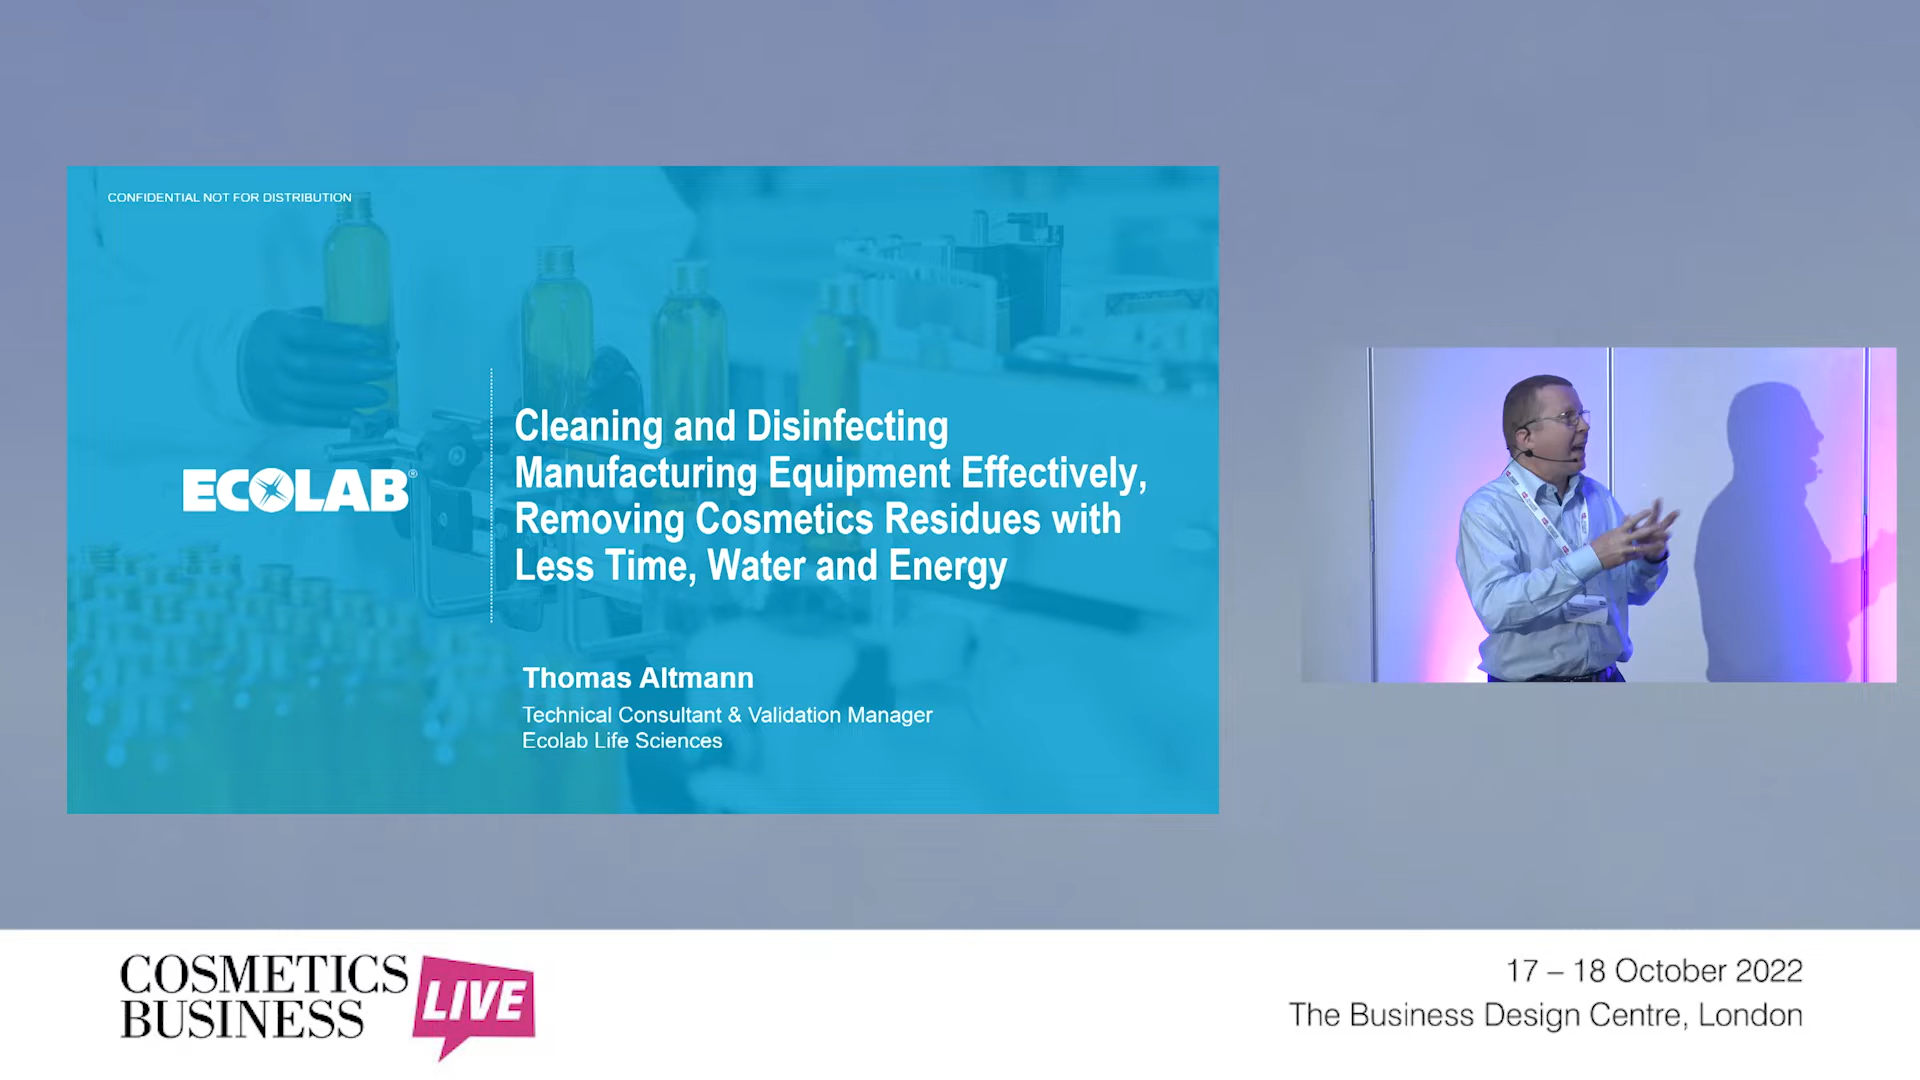 CONFIDENTIAL NOT FOR DISTRIBUTION
ECOLAB®
Cleaning and Disinfecting
Manufacturing Equipment Effectively,
Removing Cosmetics Residues with
Less Time, Water and Energy
Thomas Altmann
Technical Consultant & Validation Manager
Ecolab Life Sciences
COSMETICS
BUSINESS
LIVE
17 – 18 October 2022
The Business Design Centre, London